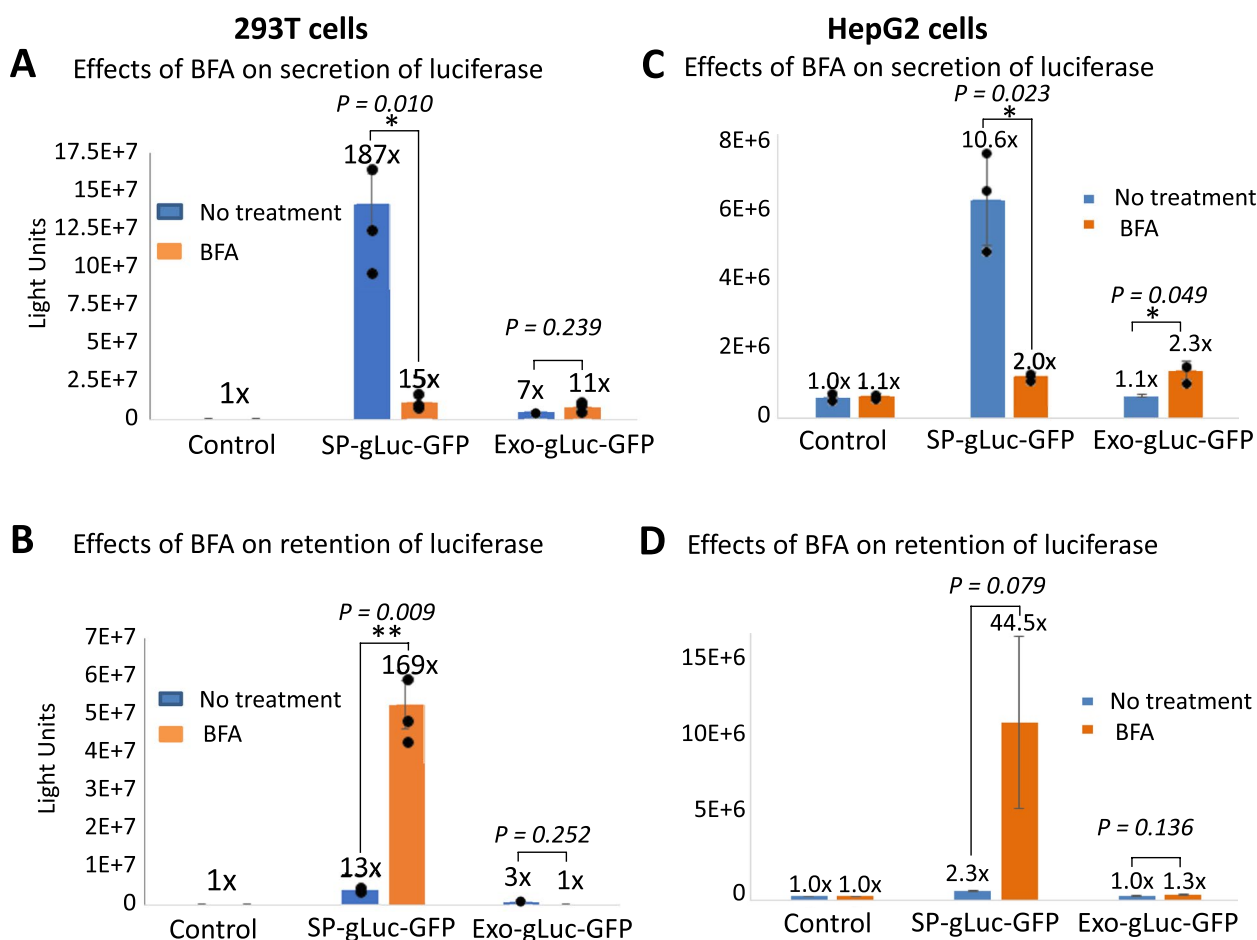 293T cells
A Effects of BFA on secretion of luciferase
P = 0.010
*
187x
17.5E+7
15E+7
12.5E+7
10E+7
7.5E+7
5E+7
2.5E+7
0
Light Units
No treatment
BFA
1x
15x
P = 0.239
7x 11x
Control SP-gLuc-GFP Exo-gLuc-GFP
B Effects of BFA on retention of luciferase
P = 0.009
**
169x
7E+7
6E+7
5E+7
4E+7
3E+7
2E+7
1E+7
0
Light Units
No treatment
BFA
1x
13x
P = 0.252
3x 1x
Control SP-gLuc-GFP Exo-gLuc-GFP
HepG2 cells
C Effects of BFA on secretion of luciferase
P = 0.023
*
10.6x
8E+6
6E+6
4E+6
2E+6
0
No treatment
BFA
P = 0.049
*
1.0x 1.1x
2.0x
1.1x 2.3x
Control SP-gLuc-GFP Exo-gLuc-GFP
D Effects of BFA on retention of luciferase
P = 0.079
44.5x
15E+6
10E+6
5E+6
0
No treatment
BFA
P = 0.136
1.0x 1.0x
2.3x
1.0x 1.3x
Control SP-gLuc-GFP Exo-gLuc-GFP